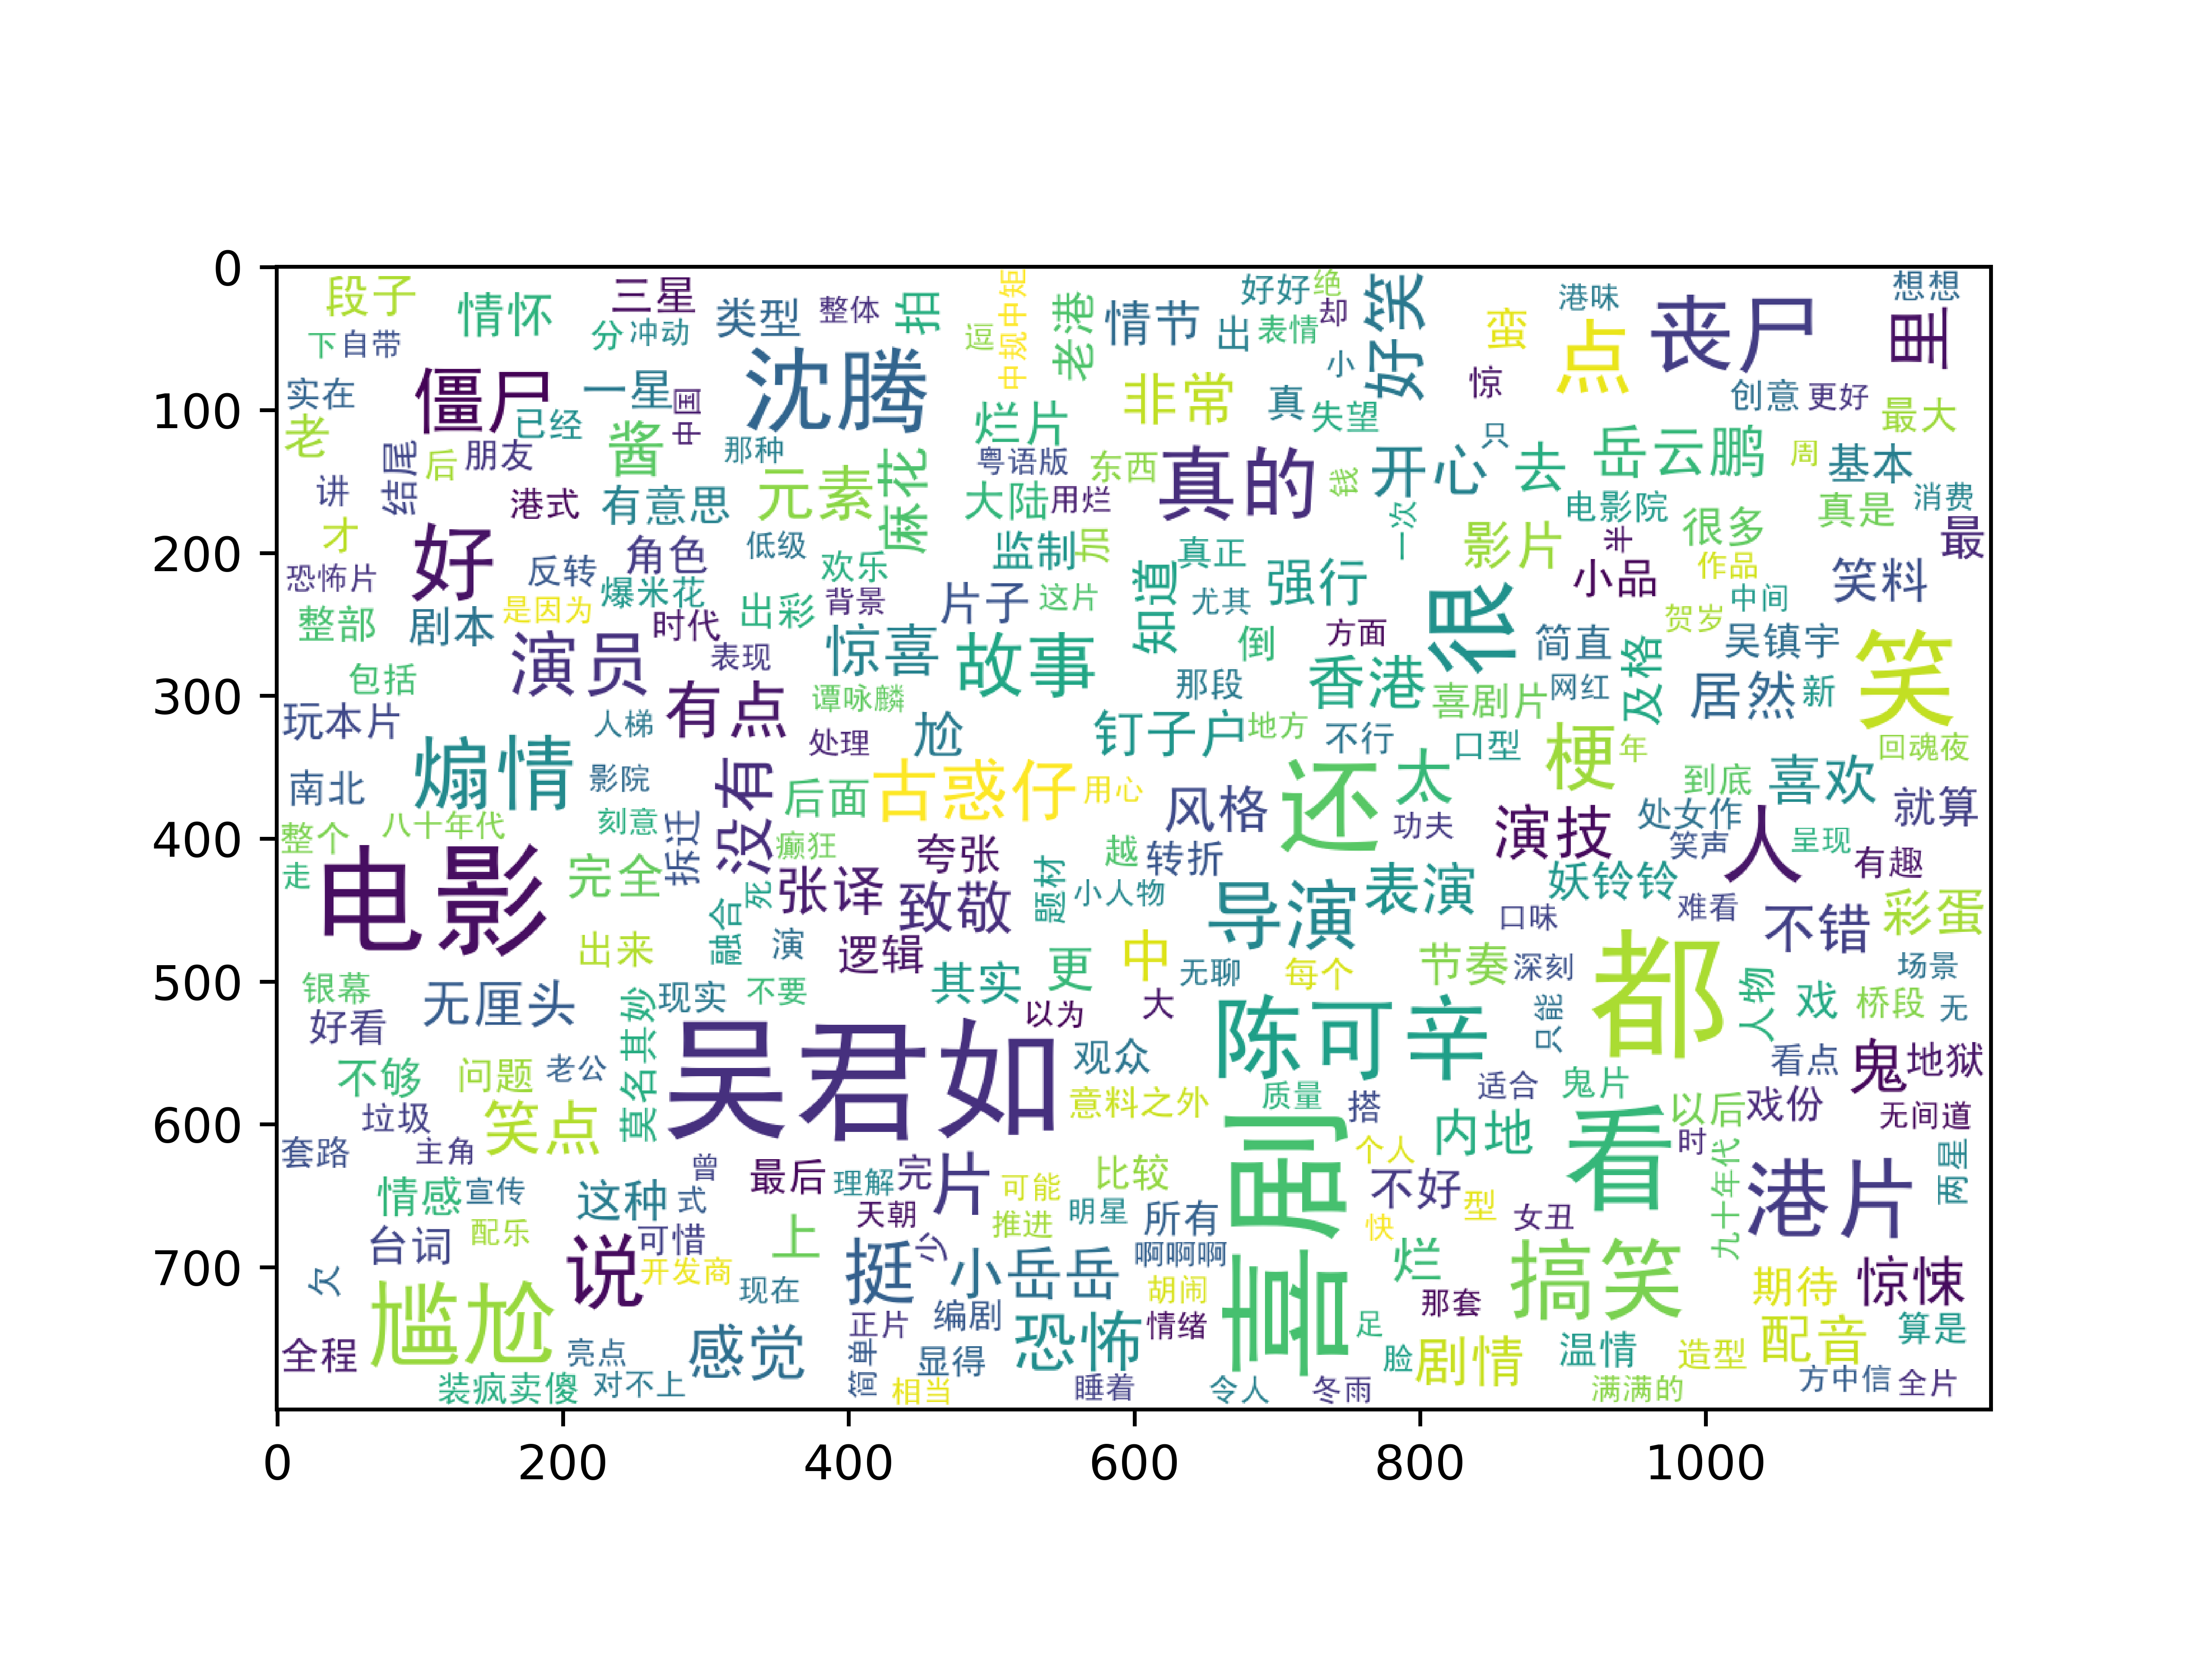 0
段子
情怀
三星
类型
整体
拍
中规中矩
老港
情节
好好
绝
却
好笑
港味
想想
下
自带
分
冲动
逗
出
表情
蛮
点
丧尸
里
实在
僵尸
一星
沈腾
小
惊
100
老
已经
酱
中国
烂片
非常
真
失望
创意
更好
最大
结尾
后
朋友
那种
粤语版
东西
真的
钱
开心
只
去
岳云鹏
周
基本
讲
港式
有意思
元素
麻花
大陆
用烂
一次
电影院
真是
消费
才
200
好
角色
低级
监制
加
真正
影片
半
很多
最
恐怖片
反转
爆米花
欢乐
知道
强行
小品
作品
笑料
整部
剧本
是因为
时代
出彩
背景
片子
这片
尤其
很
贺岁
中间
演员
表现
惊喜
故事
倒
方面
简直
及格
吴镇宇
笑
300
包括
有点
谭咏麟
那段
香港
喜剧片
网红
居然
新
玩本片
人梯
处理
尬
钉子户
地方
不行
口型
梗
年
回魂夜
南北
煽情
影院
没有
后面
古惑仔
用心
风格
还
太
到底
喜欢
就算
400
整个
八十年代
刻意
拆迁
癫狂
夸张
越
转折
功夫
演技
处女作
笑声
人
呈现
有趣
走
电影
完全
死
张译
致敬
题材
小人物
导演
表演
妖铃铃
口味
难看
不错
彩蛋
出来
融合
演
逻辑
其实
更
中
无聊
每个
节奏
深刻
都
场景
500
银幕
无厘头
莫名其妙
现实
不要
以为
大
陈可辛
只能
人物
戏
桥段
无
好看
吴君如
观众
看点
鬼
地狱
不够
问题
老公
意料之外
质量
适合
鬼片
600
垃圾
笑点
喜剧
搭
内地
看
以后
戏份
无间道
套路
主角
曾
最后
理解
完
片
可能
比较
个人
时
九十年代
港片
两星
情感
宣传
这种
式
天朝
推进
明星
所有
不好
型
女丑
台词
配乐
可惜
上
少
啊啊啊
快
700
欠
说
开发商
现在
挺
小岳岳
胡闹
烂
搞笑
期待
惊悚
尴尬
正片
编剧
恐怖
情绪
那套
足
全程
亮点
感觉
简单
显得
脸
剧情
温情
造型
配音
算是
装疯卖傻
对不上
相当
睡着
令人
冬雨
满满的
方中信
全片
0 200 400 600 800 1000